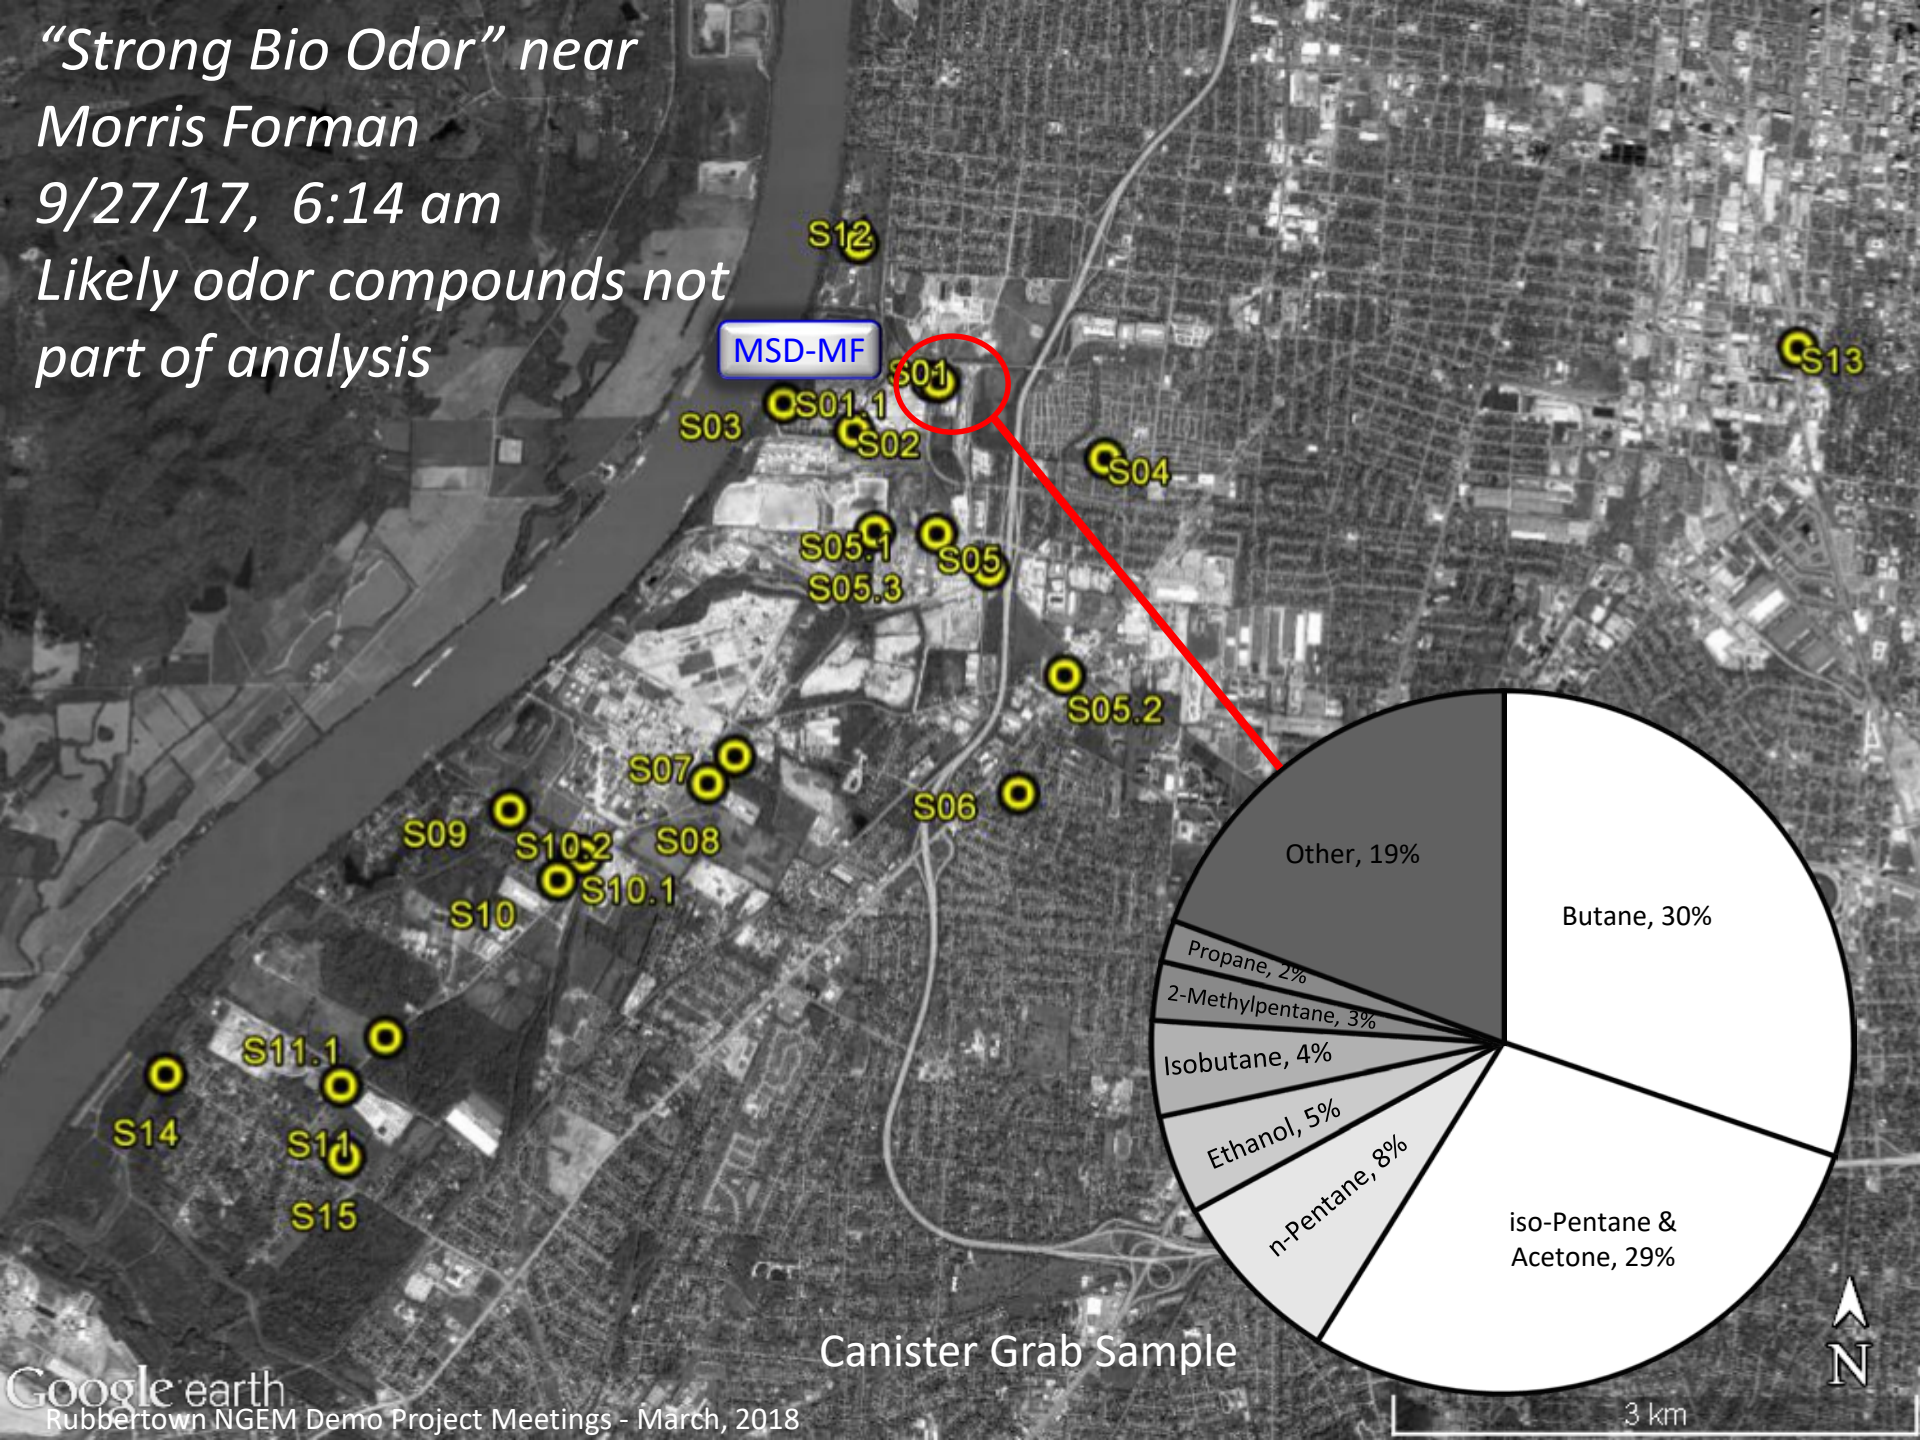 “Strong Bio Odor” near
Morris Forman
9/27/17,  6:14 am
Likely odor compounds not
part of analysis
S12
MSD-MF
S01
S13
S01.1
S03
S02
S04
S05.1
S05
S05.3
S05.2
S07
S06
S09
S10.2
S08
S10.1
S10
S11.1
S14
S11
S15
Other, 19%
Butane, 30%
Propane, 2%
2-Methylpentane, 3%
Isobutane, 4%
Ethanol, 5%
n-Pentane, 8%
iso-Pentane &
Acetone, 29%
Canister Grab Sample
N
Google earth
Rubbertown NGEM Demo Project Meetings - March, 2018
3 km